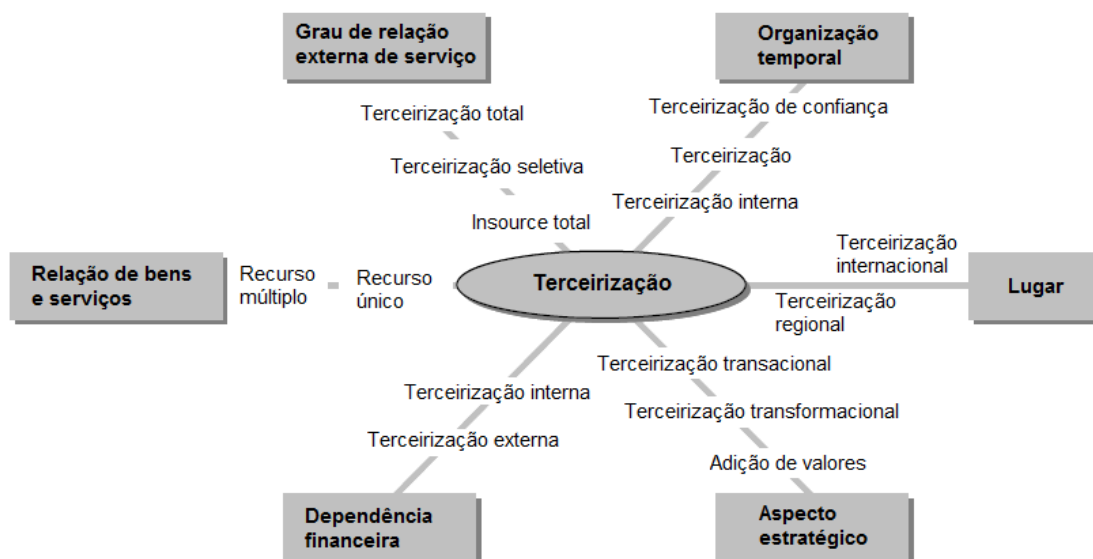 Grau de relação
externa de serviço
Organização
temporal
Terceirização total
Terceirização de confiança
Terceirização seletiva
Terceirização
Insource total
Terceirização interna
Relação de bens
e serviços
Recurso
múltiplo
Recurso
único
Terceirização
Terceirização
internacional
Terceirização
regional
Lugar
Terceirização interna
Terceirização externa
Terceirização transacional
Terceirização transformacional
Adição de valores
Dependência
financeira
Aspecto
estratégico